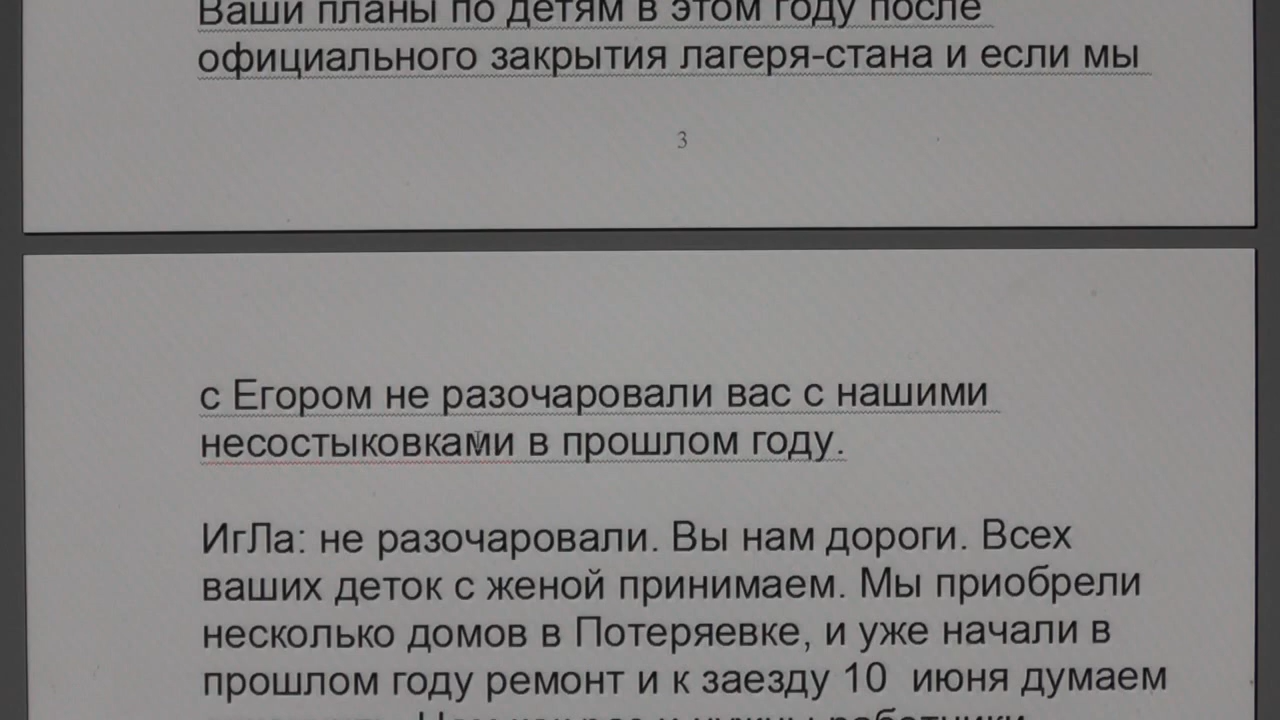 Ваши планы по детям в этом году после
официального закрытия лагеря-стана и если мы
3
с Егором не разочаровали вас с нашими
несостыковками в прошлом году.
ИгЛа: не разочаровали. Вы нам дороги. Всех
ваших деток с женой принимаем. Мы приобрели
несколько домов в Потеряевке, и уже начали в
прошлом году ремонт и к заезду 10 июня думаем